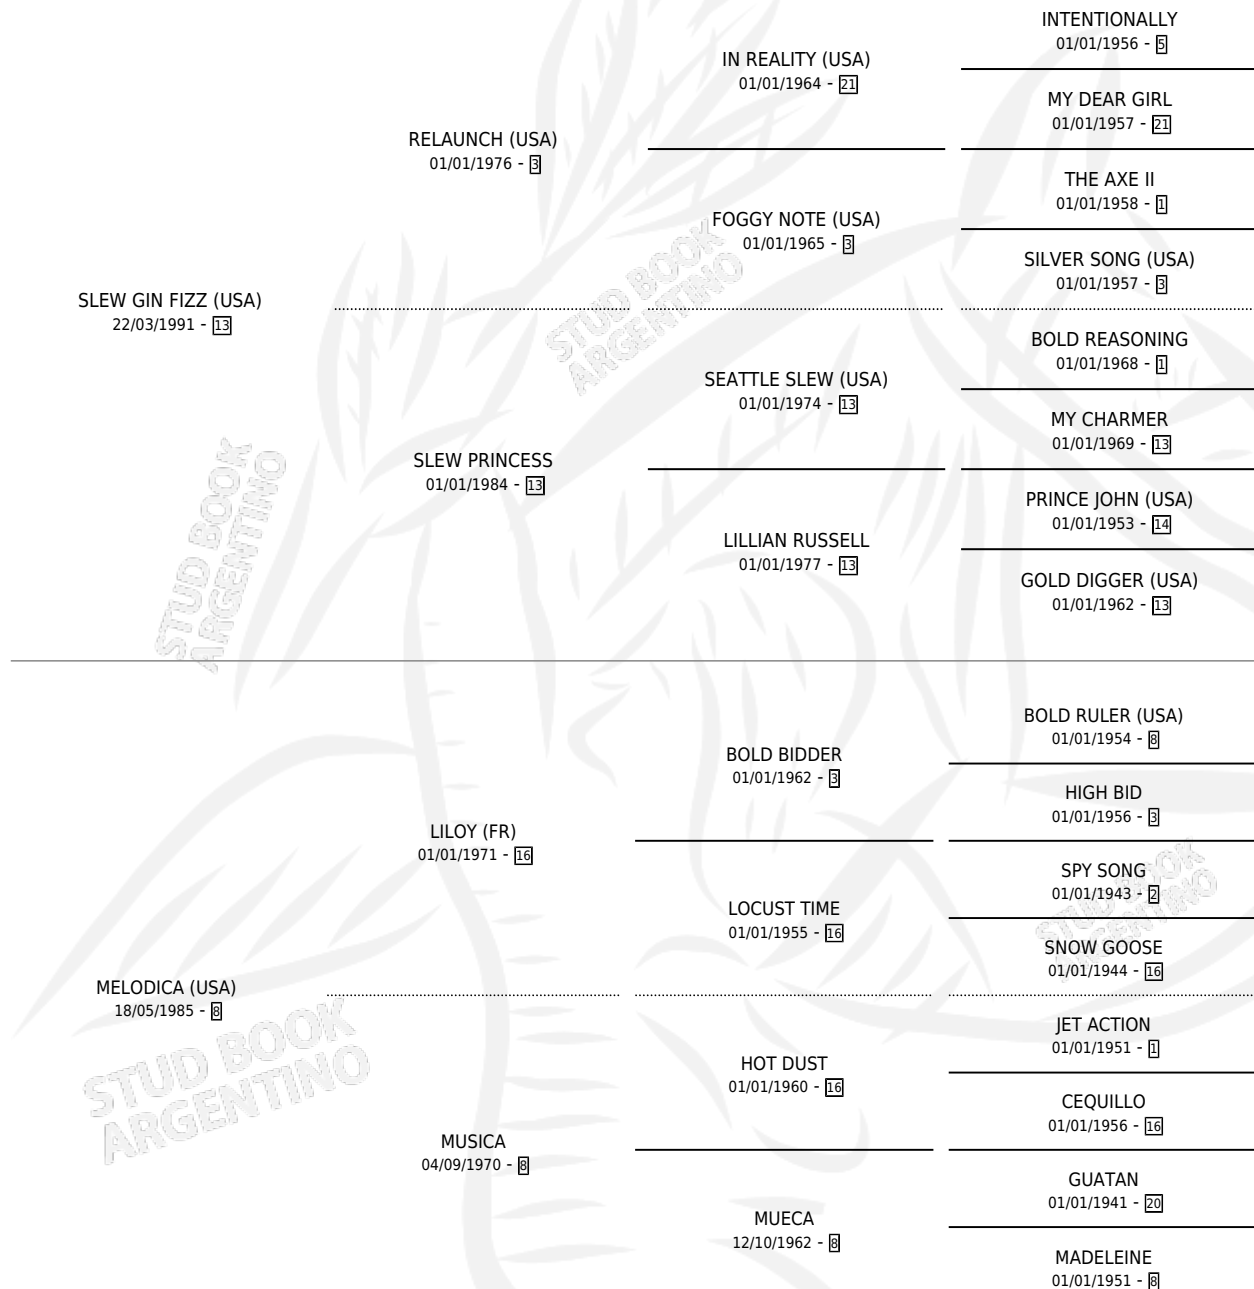 INTENTIONALLY
01/01/1956 - 5
IN REALITY (USA)
01/01/1964 - 21
MY DEAR GIRL
01/01/1957 - 21
RELAUNCH (USA)
01/01/1976 - 3
THE AXE II
01/01/1958 - 1
FOGGY NOTE (USA)
01/01/1965 - 3
SILVER SONG (USA)
01/01/1957 - 3
SLEW GIN FIZZ (USA)
22/03/1991 - 13
BOLD REASONING
01/01/1968 - 1
SEATTLE SLEW (USA)
01/01/1974 - 13
MY CHARMER
01/01/1969 - 13
SLEW PRINCESS
01/01/1984 - 13
PRINCE JOHN (USA)
01/01/1953 - 14
LILLIAN RUSSELL
01/01/1977 - 13
GOLD DIGGER (USA)
01/01/1962 - 13
BOLD RULER (USA)
01/01/1954 - 8
BOLD BIDDER
01/01/1962 - 3
HIGH BID
01/01/1956 - 3
LILOY (FR)
01/01/1971 - 16
SPY SONG
01/01/1943 - 2
LOCUST TIME
01/01/1955 - 16
SNOW GOOSE
01/01/1944 - 16
MELODICA (USA)
18/05/1985 - 8
JET ACTION
01/01/1951 - 1
HOT DUST
01/01/1960 - 16
CEQUILLO
01/01/1956 - 16
MUSICA
04/09/1970 - 8
GUATAN
01/01/1941 - 20
MUECA
12/10/1962 - 8
MADELEINE
01/01/1951 - 8
STUD BOOK
ARGENTINO
STUD BOOK
ARGENTINO
STUD BOOK
ARGENTINO
STUD BOOK
ARGENTINO